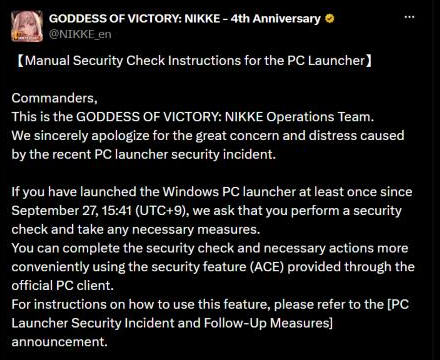 GODDESS OF VICTORY: NIKKE - 4th Anniversary
@NIKKE_en
【Manual Security Check Instructions for the PC Launcher】
Commanders,
This is the GODDESS OF VICTORY: NIKKE Operations Team.
We sincerely apologize for the great concern and distress caused
by the recent PC launcher security incident.
If you have launched the Windows PC launcher at least once since
September 27, 15:41 (UTC+9), we ask that you perform a security
check and take any necessary measures.
You can complete the security check and necessary actions more
conveniently using the security feature (ACE) provided through the
official PC client.
For instructions on how to use this feature, please refer to the [PC
Launcher Security Incident and Follow-Up Measures]
announcement.